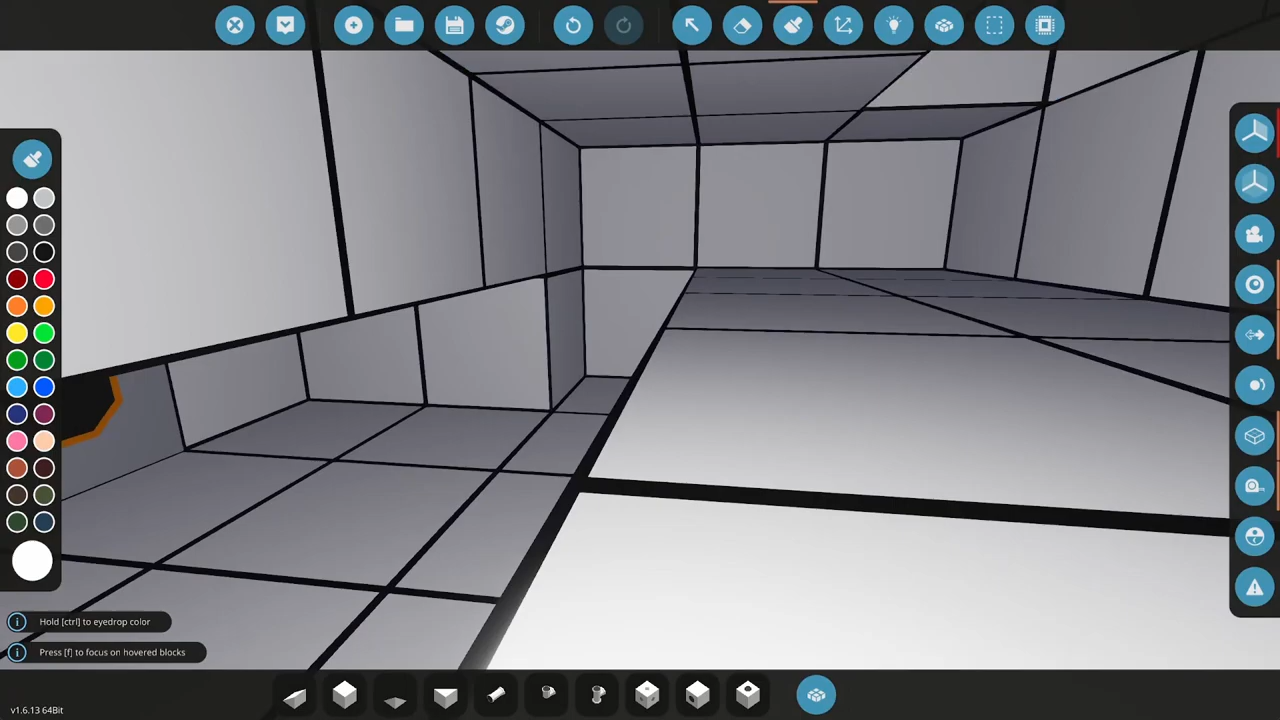 Hold [ctrl] to eyedrop color
Press [f] to focus on hovered blocks
v1.6.13 64Bit